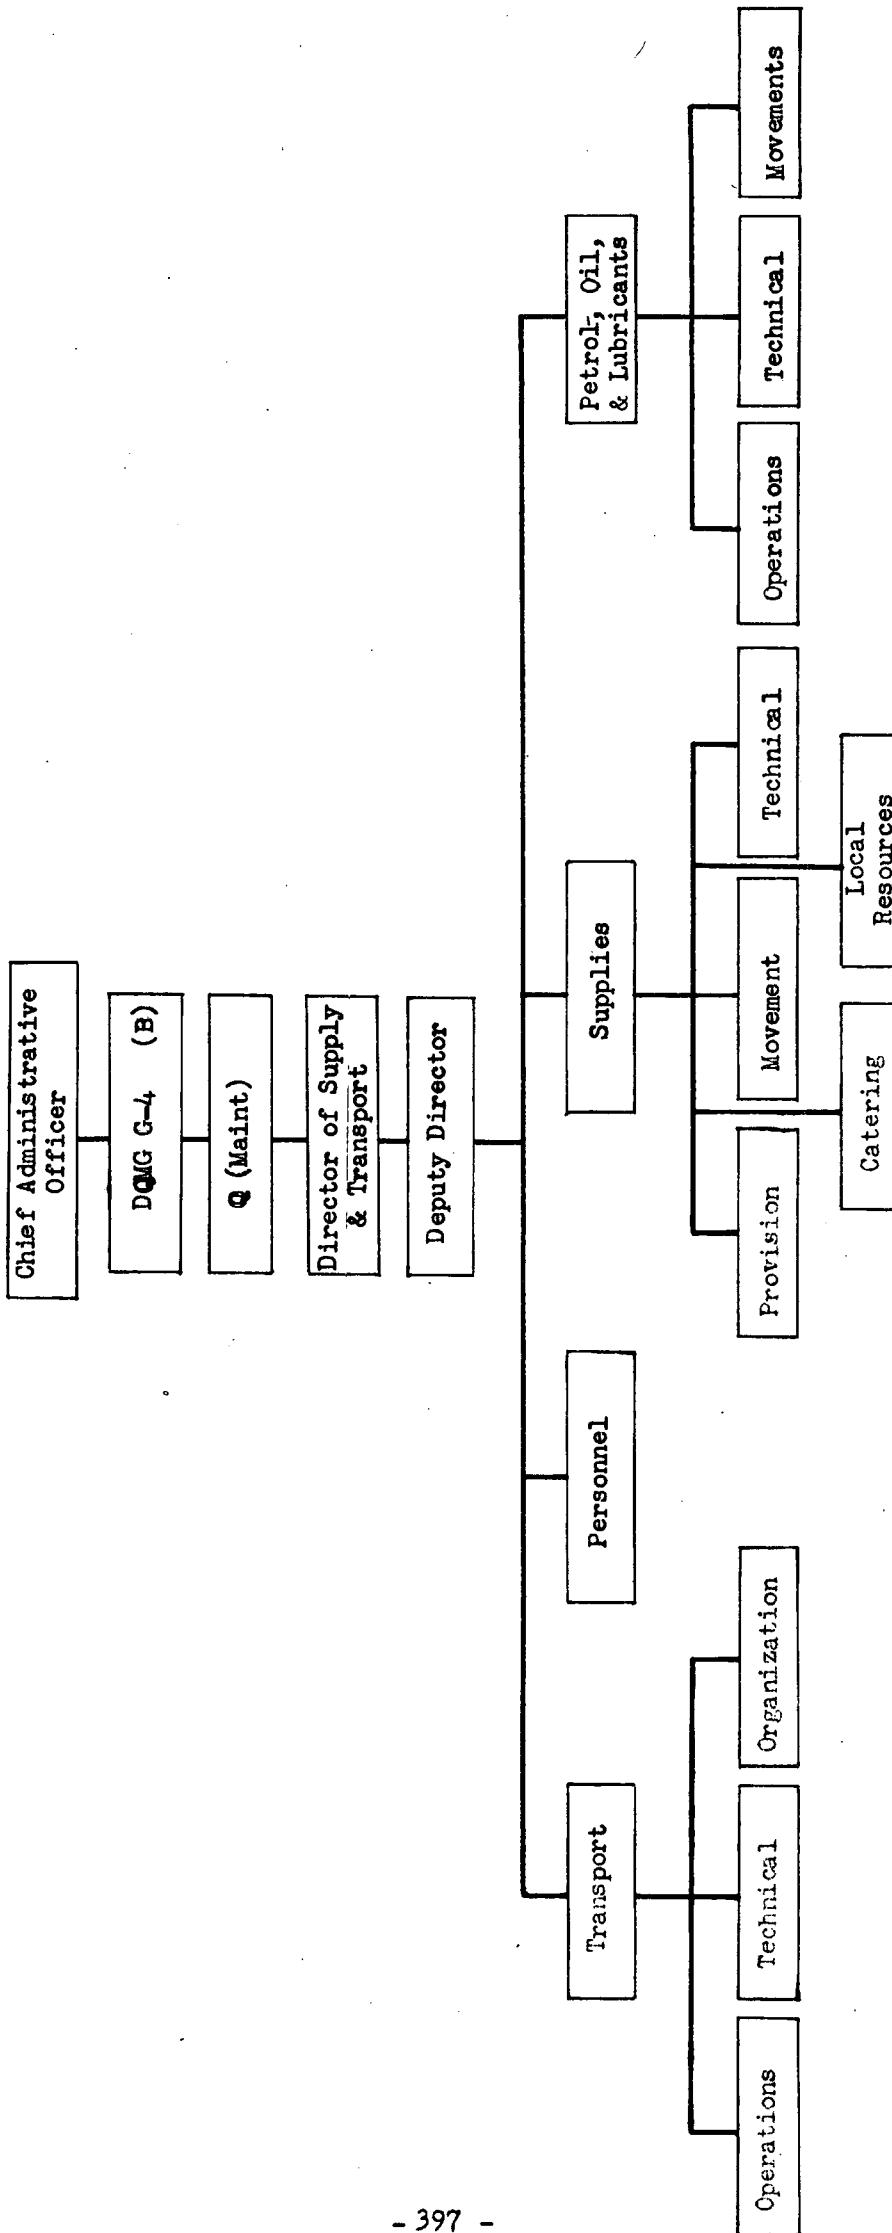 Chief Administrative
Officer
DQMG G-4 (B)
Q (Maint)
Director of Supply
& Transport
Deputy Director
Transport
Personnel
Supplies
Petrol, Oil,
& Lubricants
Operations
Technical
Organization
Provision
Movement
Technical
Operations
Technical
Movements
Catering
Local
Resources
- 397 -